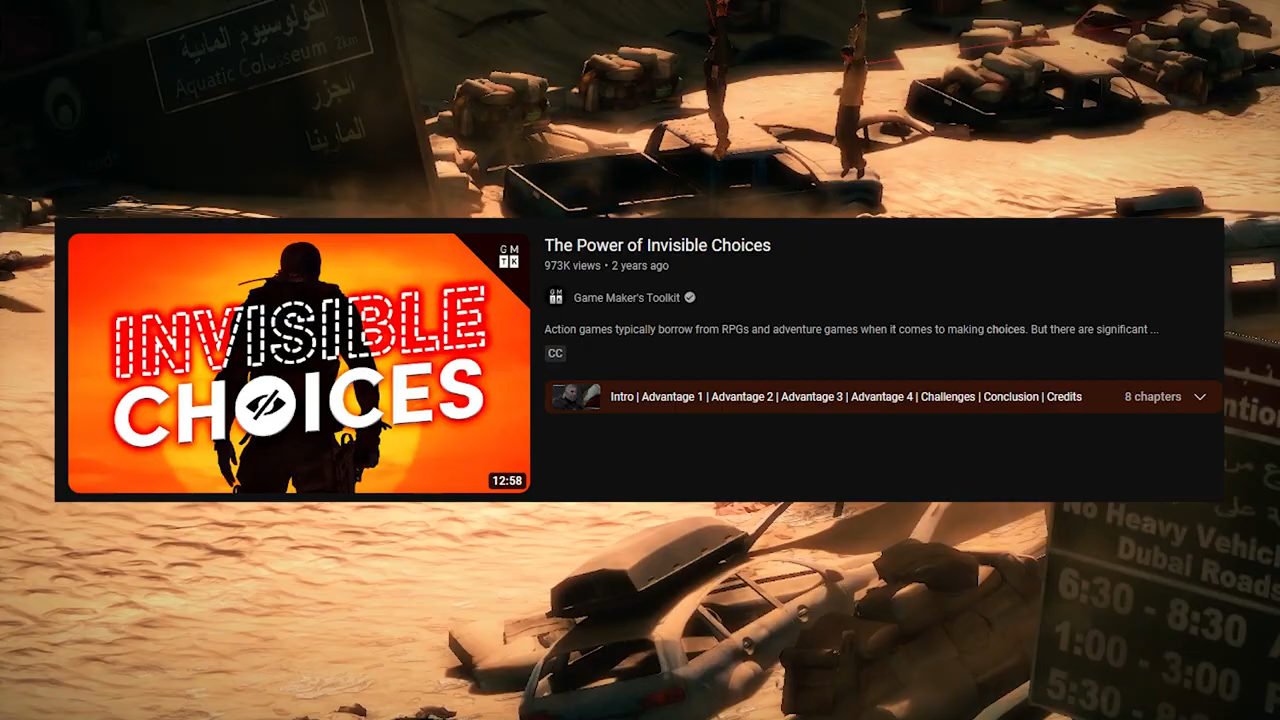 الكولوسيوم المائية
Aquatic Colosseum 2km
الجزر
المارينا
The Power of Invisible Choices
973K views • 2 years ago
Game Maker's Toolkit
Action games typically borrow from RPGs and adventure games when it comes to making choices. But there are significant ...
CC
Intro | Advantage 1 | Advantage 2 | Advantage 3 | Advantage 4 | Challenges | Conclusion | Credits
8 chapters
G M
T K
INVISIBLE
CHOICES
12:58
No Heavy Vehic
Dubai Roads
6:30 - 8:30
1:00 - 3:00
5:30 - 8